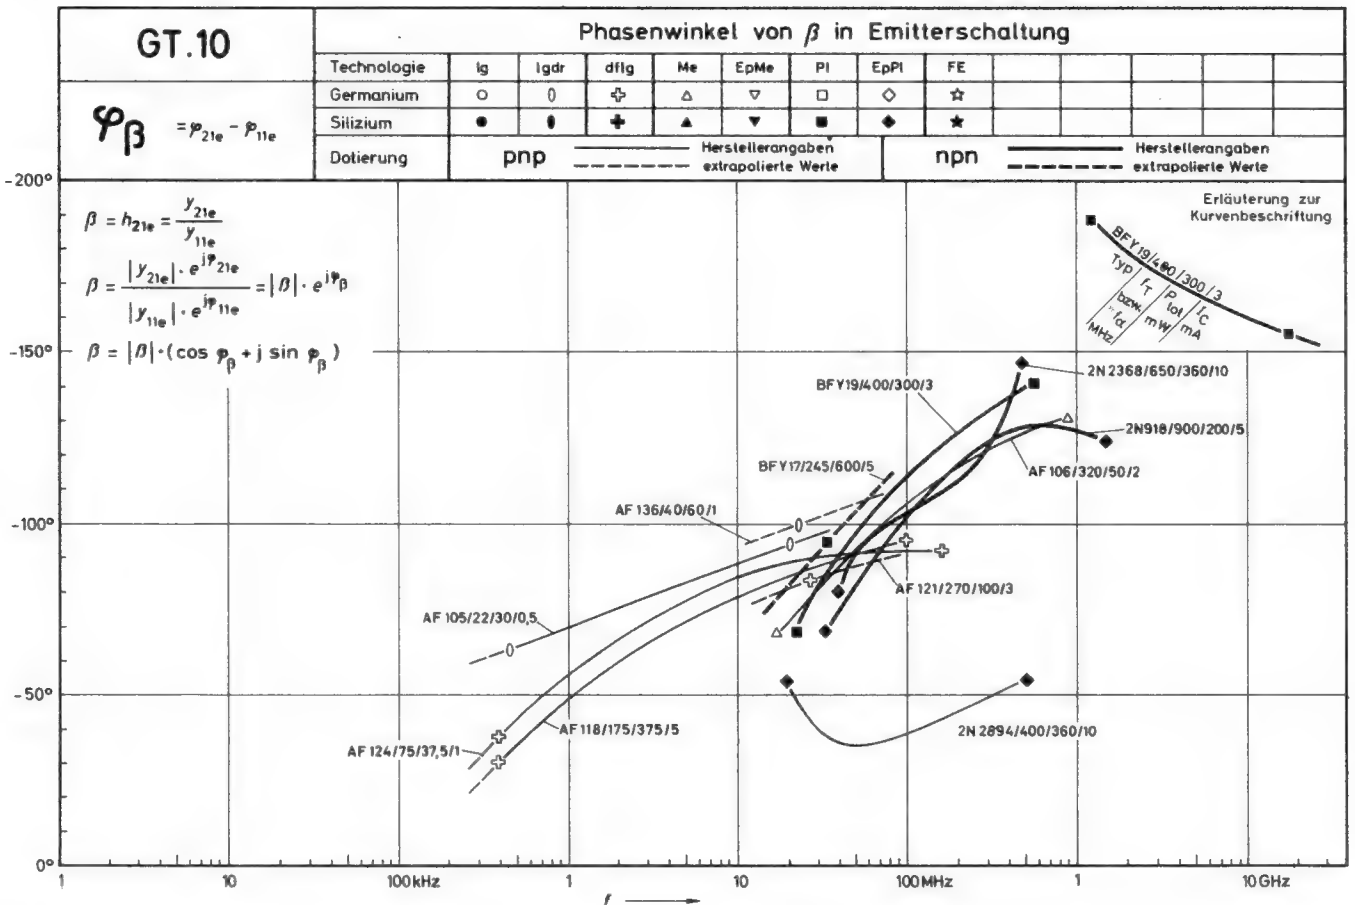 GT.10
φβ = φ21e - φ11e
Phasenwinkel von β in Emitterschaltung
Technologie lg lgdr dflg Me EpMe Pl EpPl FE
Germanium
Silizium
Dotierung pnp Herstellerangaben npn Herstellerangaben
extrapolierte Werte extrapolierte Werte
-200°
β = h21e = y21e / y11e
β = |y21e| · e^jφ21e / |y11e| · e^jφ11e = |β| · e^jφβ
β = |β| · (cos φβ + j sin φβ)
Erläuterung zur
Kurvenbeschriftung
BFY19/400/300/3
Typ / fT / Ptot / IC
bzw. mW mA
fα
MHz
-150°
2N2368/650/360/10
BFY19/400/300/3
2N918/900/200/5
BFY17/245/600/5
AF106/320/50/2
AF136/40/60/1
-100°
AF121/270/100/3
AF105/22/30/0,5
-50°
AF118/175/375/5
2N2894/400/360/10
AF124/75/37,5/1
0°
1 10 100kHz 1 10 100MHz 1 10GHz
f